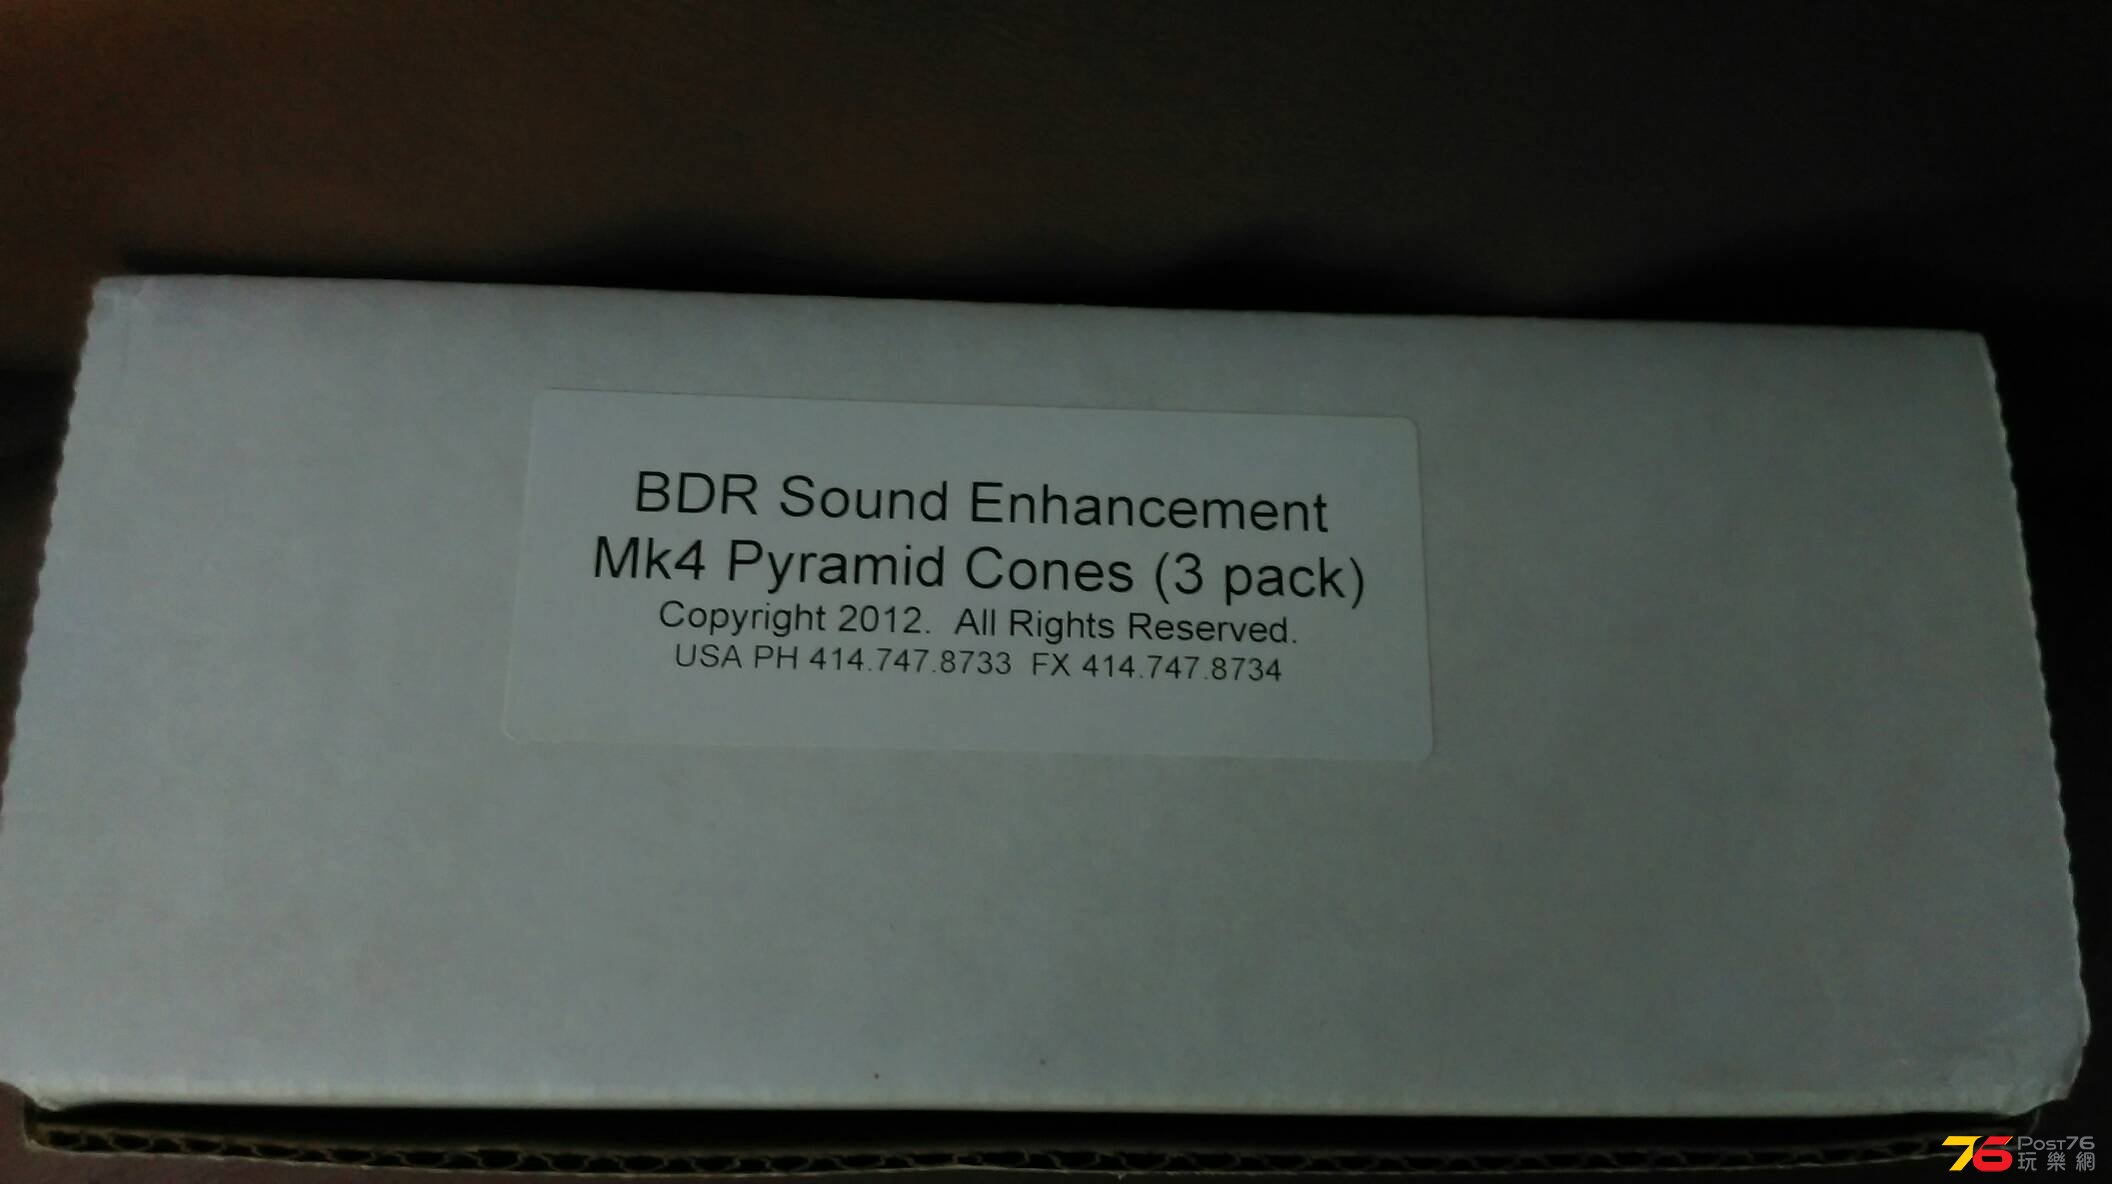 BDR Sound Enhancement
Mk4 Pyramid Cones (3 pack)
Copyright 2012.  All Rights Reserved.
USA PH 414.747.8733  FX 414.747.8734
76 Post76
玩樂網